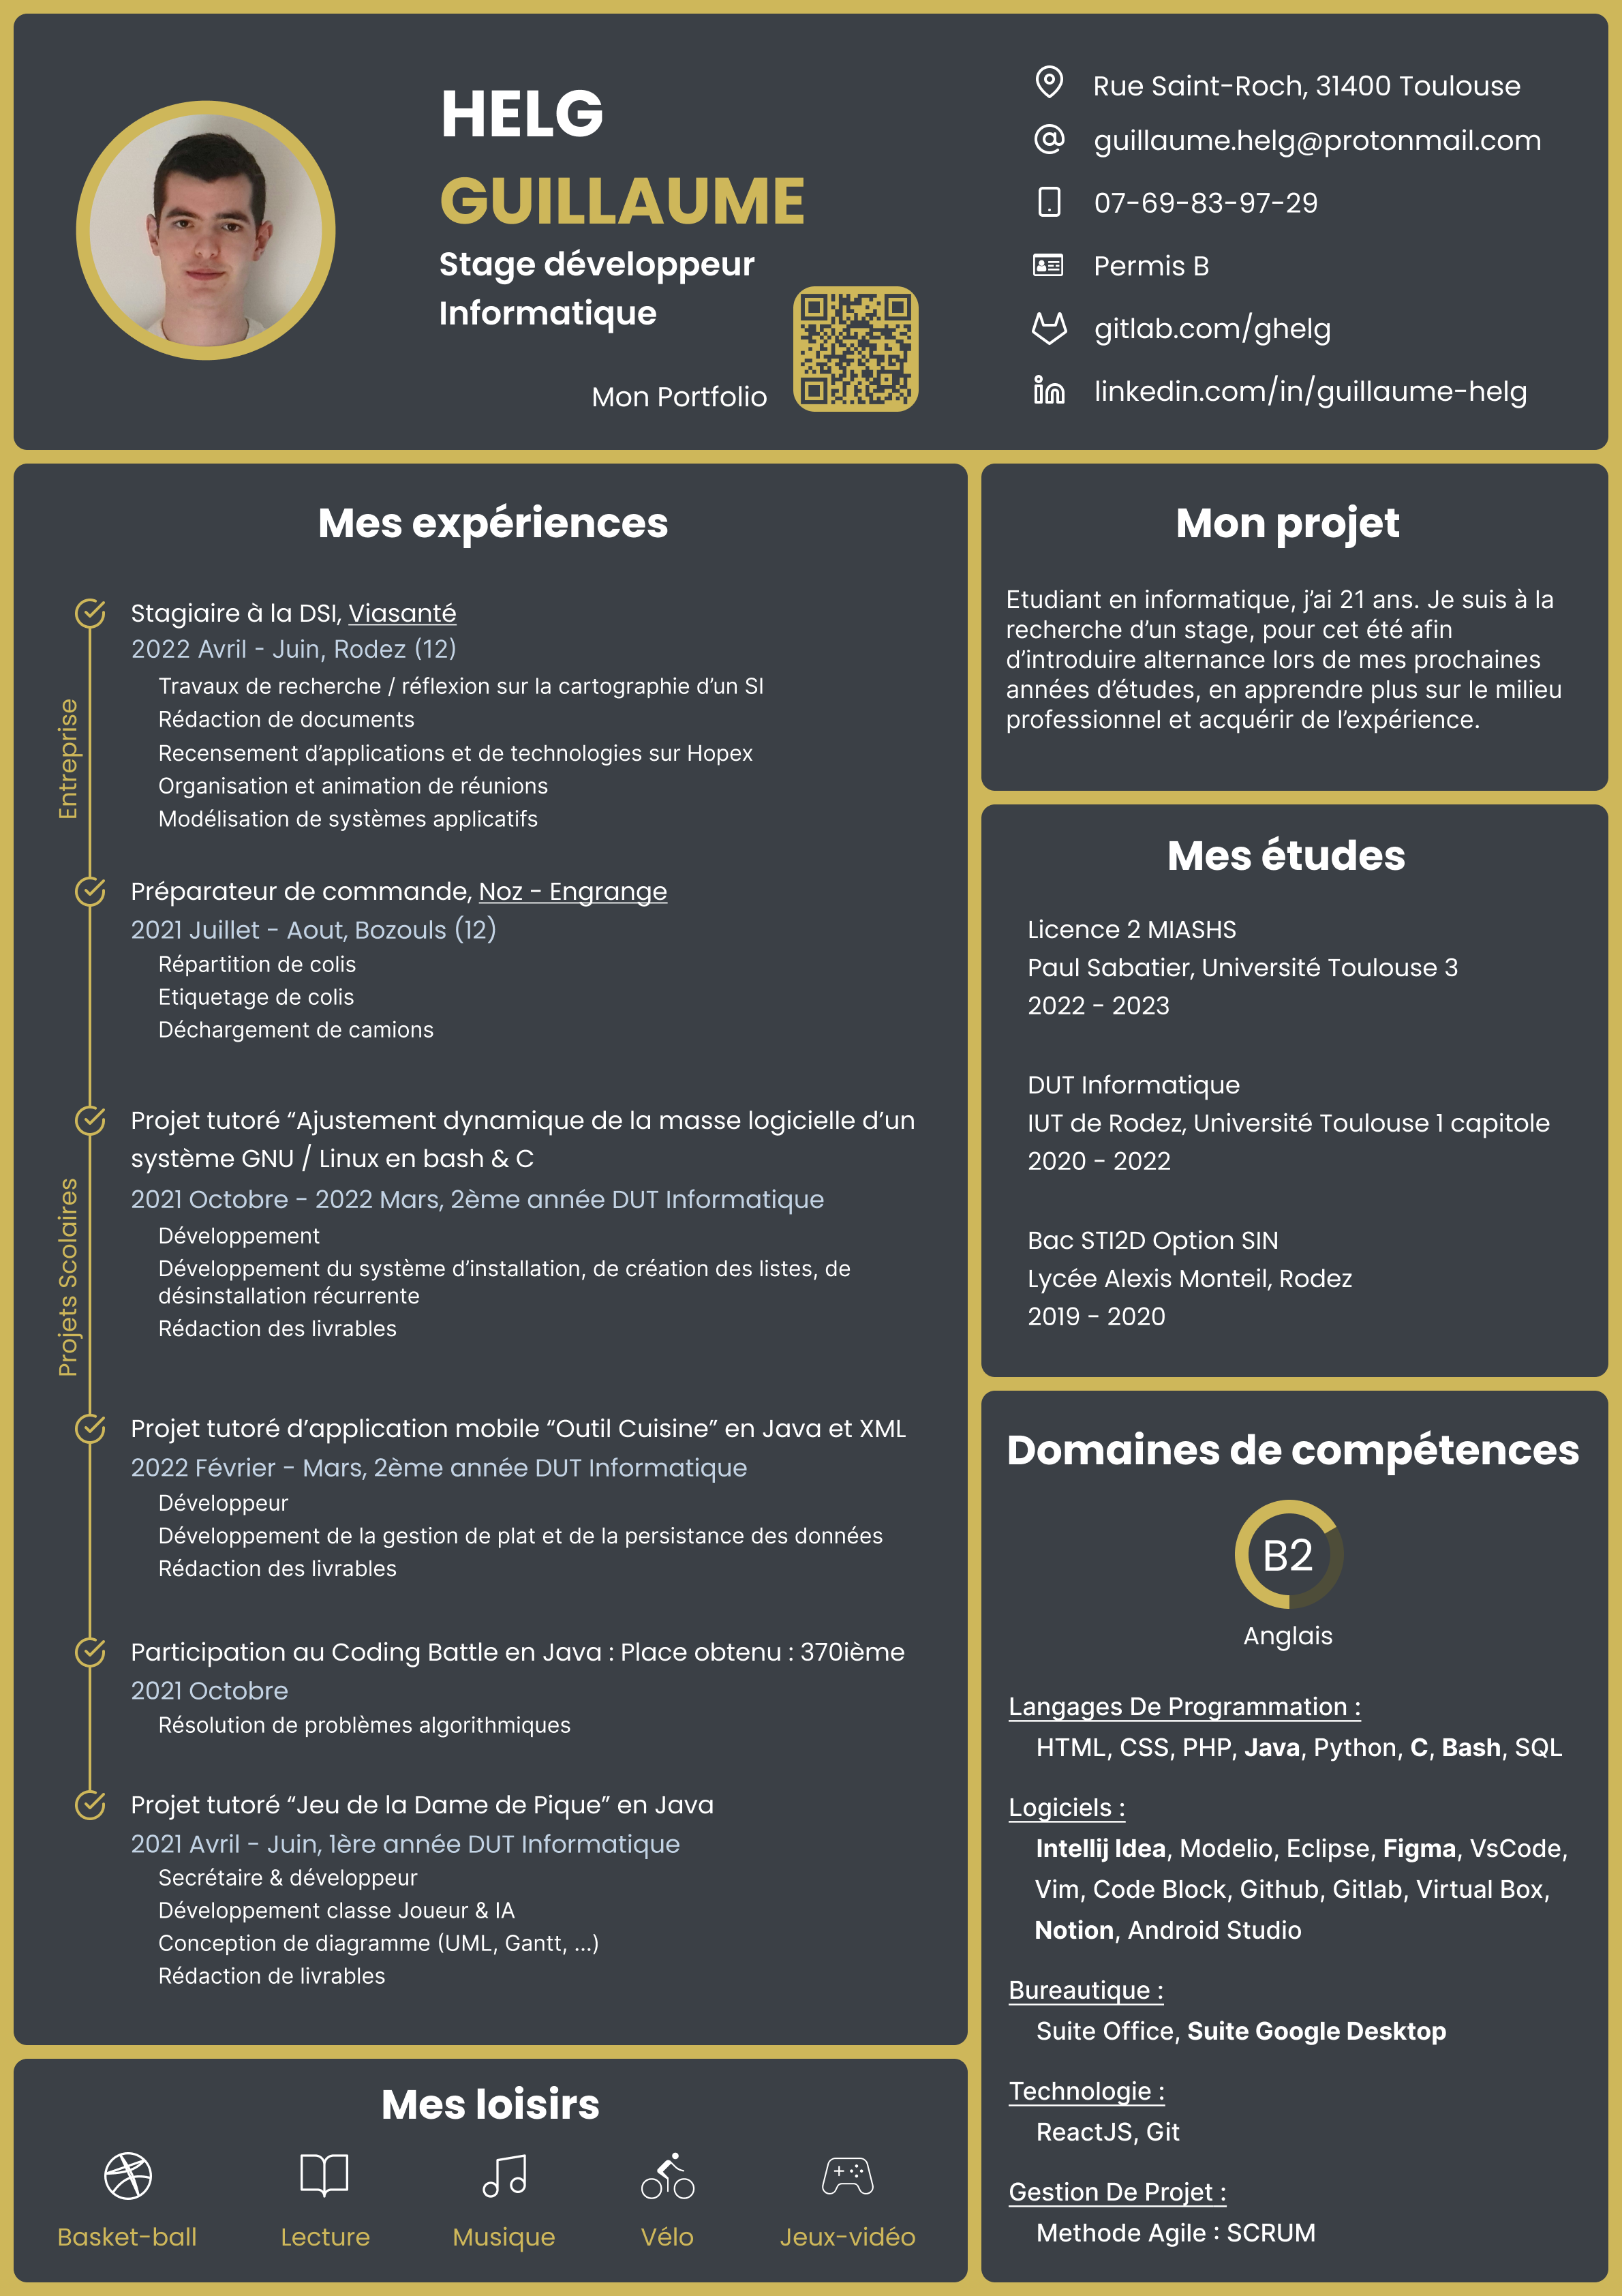 HELG
GUILLAUME
Stage développeur
Informatique
Mon Portfolio
Rue Saint-Roch, 31400 Toulouse
guillaume.helg@protonmail.com
07-69-83-97-29
Permis B
gitlab.com/ghelg
linkedin.com/in/guillaume-helg
Mes expériences
Entreprise
Stagiaire à la DSI, Viasanté
2022 Avril - Juin, Rodez (12)
Travaux de recherche / réflexion sur la cartographie d’un SI
Rédaction de documents
Recensement d’applications et de technologies sur Hopex
Organisation et animation de réunions
Modélisation de systèmes applicatifs
Préparateur de commande, Noz - Engrange
2021 Juillet - Aout, Bozouls (12)
Répartition de colis
Etiquetage de colis
Déchargement de camions
Projets Scolaires
Projet tutoré “Ajustement dynamique de la masse logicielle d’un
système GNU / Linux en bash & C
2021 Octobre - 2022 Mars, 2ème année DUT Informatique
Développement
Développement du système d’installation, de création des listes, de
désinstallation récurrente
Rédaction des livrables
Projet tutoré d’application mobile “Outil Cuisine” en Java et XML
2022 Février - Mars, 2ème année DUT Informatique
Développeur
Développement de la gestion de plat et de la persistance des données
Rédaction des livrables
Participation au Coding Battle en Java : Place obtenu : 370ième
2021 Octobre
Résolution de problèmes algorithmiques
Projet tutoré “Jeu de la Dame de Pique” en Java
2021 Avril - Juin, 1ère année DUT Informatique
Secrétaire & développeur
Développement classe Joueur & IA
Conception de diagramme (UML, Gantt, ...)
Rédaction de livrables
Mes loisirs
Basket-ball
Lecture
Musique
Vélo
Jeux-vidéo
Mon projet
Etudiant en informatique, j’ai 21 ans. Je suis à la
recherche d’un stage, pour cet été afin
d’introduire alternance lors de mes prochaines
années d’études, en apprendre plus sur le milieu
professionnel et acquérir de l’expérience.
Mes études
Licence 2 MIASHS
Paul Sabatier, Université Toulouse 3
2022 - 2023
DUT Informatique
IUT de Rodez, Université Toulouse 1 capitole
2020 - 2022
Bac STI2D Option SIN
Lycée Alexis Monteil, Rodez
2019 - 2020
Domaines de compétences
B2
Anglais
Langages De Programmation :
HTML, CSS, PHP, Java, Python, C, Bash, SQL
Logiciels :
Intellij Idea, Modelio, Eclipse, Figma, VsCode,
Vim, Code Block, Github, Gitlab, Virtual Box,
Notion, Android Studio
Bureautique :
Suite Office, Suite Google Desktop
Technologie :
ReactJS, Git
Gestion De Projet :
Methode Agile : SCRUM